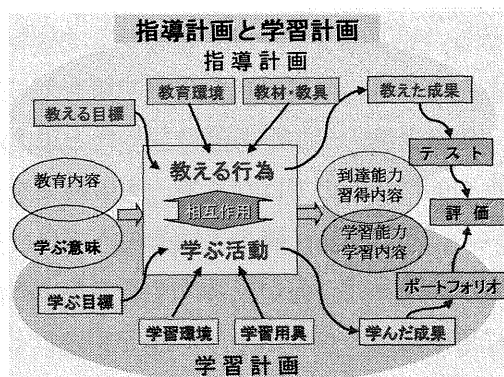 指導計画と学習計画
指導計画
教育環境
教材・教具
教えた成果
教える目標
テスト
教える行為
教育内容
到達能力
習得内容
相互作用
評価
学ぶ意味
学習能力
学習内容
学ぶ活動
ポートフォリオ
学ぶ目標
学習環境
学習用具
学んだ成果
学習計画